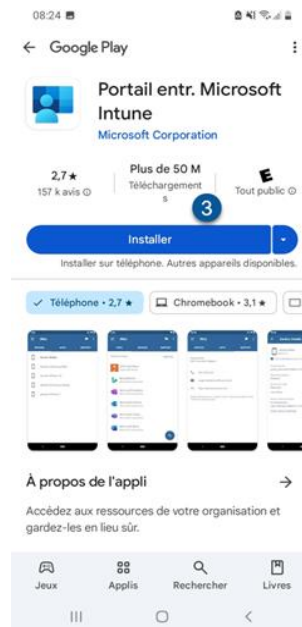 08:24
Google Play
Portail entr. Microsoft
Intune
Microsoft Corporation
2,7★
157 k avis
Plus de 50 M
Téléchargement
s
Tout public
3
Installer
Installer sur téléphone. Autres appareils disponibles.
Téléphone • 2,7 ★
Chromebook • 3,1 ★
À propos de l'appli
Accédez aux ressources de votre organisation et
gardez-les en lieu sûr.
Jeux
Applis
Rechercher
Livres